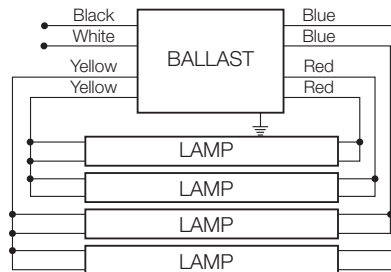 Black
Blue
White
Blue
BALLAST
Yellow
Red
Yellow
Red
LAMP
LAMP
LAMP
LAMP